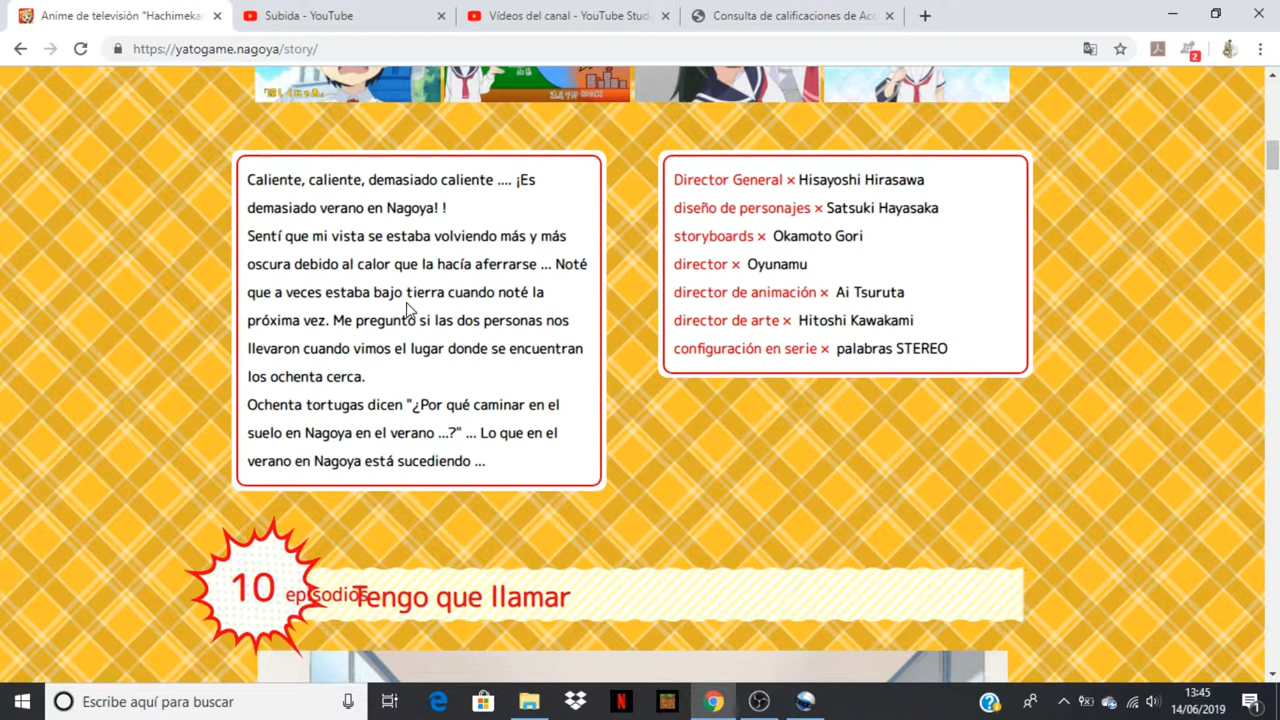 Anime de televisión "Hachimekar
Subida - YouTube
Vídeos del canal - YouTube Stud
Consulta de calificaciones de Acc
https://yatogame.nagoya/story/
2
Caliente, caliente, demasiado caliente .... ¡Es
demasiado verano en Nagoya! !
Sentí que mi vista se estaba volviendo más y más
oscura debido al calor que la hacía aferrarse ... Noté
que a veces estaba bajo tierra cuando noté la
próxima vez. Me pregunto si las dos personas nos
llevaron cuando vimos el lugar donde se encuentran
los ochenta cerca.
Ochenta tortugas dicen "¿Por qué caminar en el
suelo en Nagoya en el verano ...?" ... Lo que en el
verano en Nagoya está sucediendo ...
Director General × Hisayoshi Hirasawa
diseño de personajes × Satsuki Hayasaka
storyboards × Okamoto Gori
director × Oyunamu
director de animación × Ai Tsuruta
director de arte × Hitoshi Kawakami
configuración en serie × palabras STEREO
10 episodios Tengo que llamar
Escribe aquí para buscar
13:45
14/06/2019
1